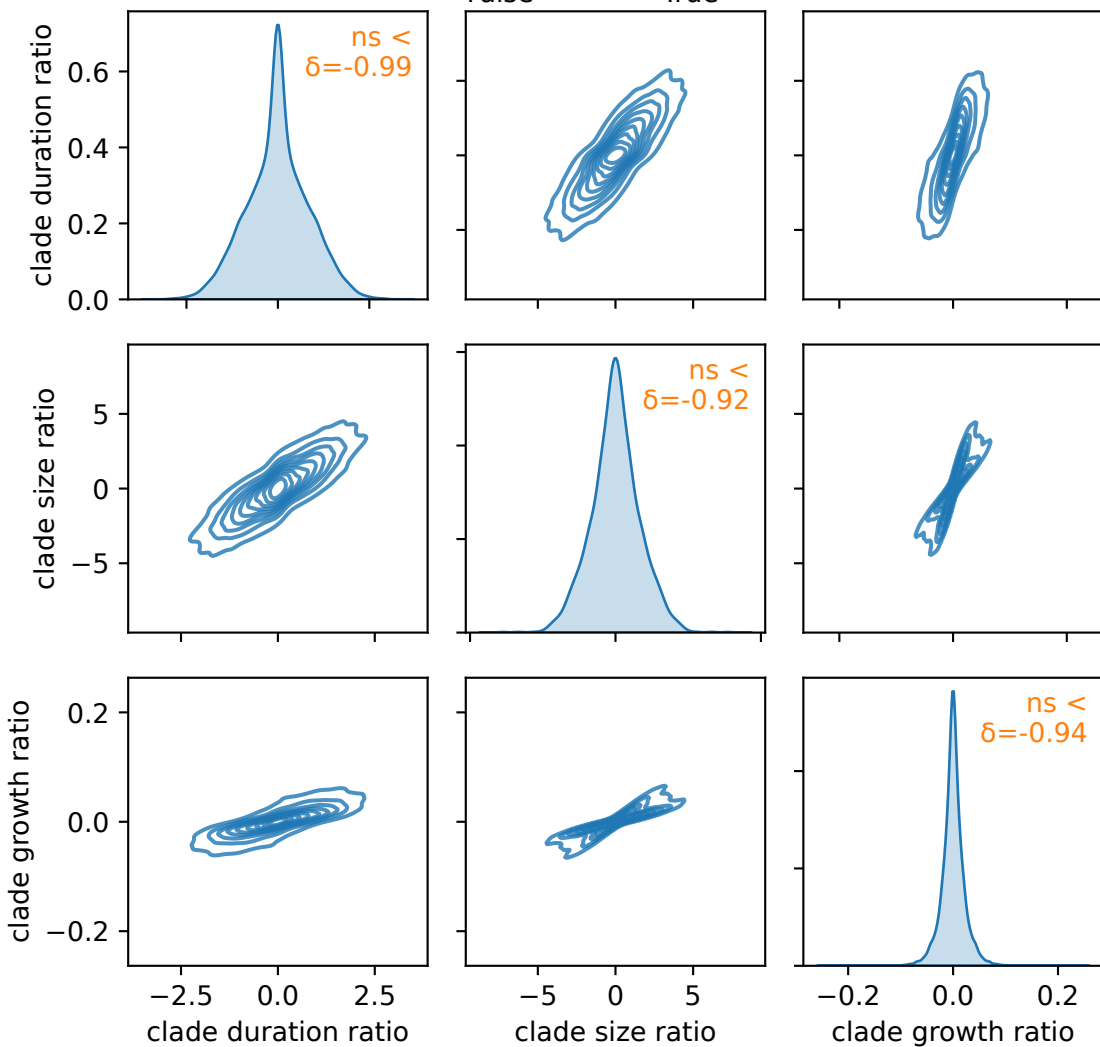 True
clade duration ratio
0.6
0.4
0.2
0.0
ns <
δ=-0.99
clade size ratio
5
0
−5
ns <
δ=-0.92
clade growth ratio
0.2
0.0
−0.2
ns <
δ=-0.94
−2.5 0.0 2.5
−5 0 5
−0.2 0.0 0.2
clade duration ratio
clade size ratio
clade growth ratio